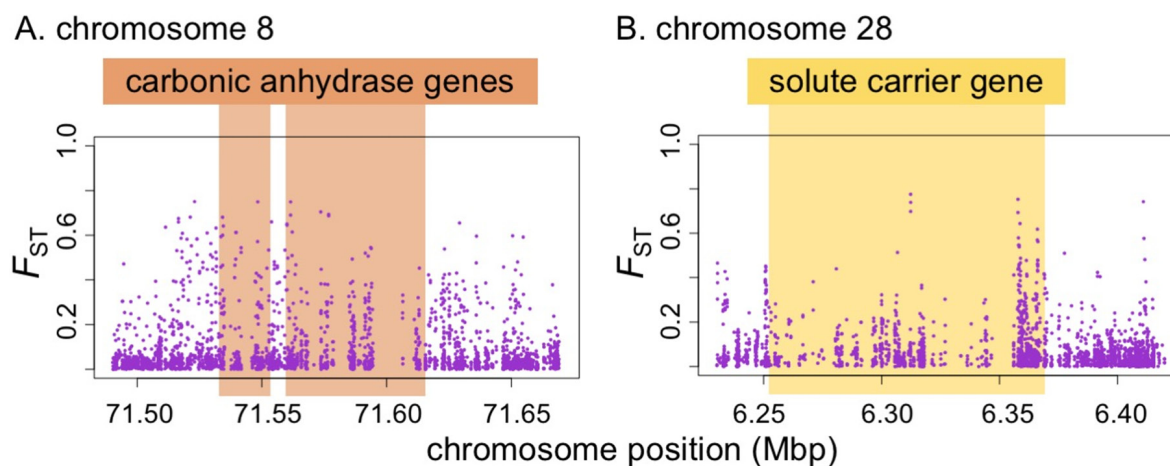 A. chromosome 8
carbonic anhydrase genes
1.0
0.6
0.2
FST
71.50 71.55 71.60 71.65
B. chromosome 28
solute carrier gene
1.0
0.6
0.2
FST
6.25 6.30 6.35 6.40
chromosome position (Mbp)